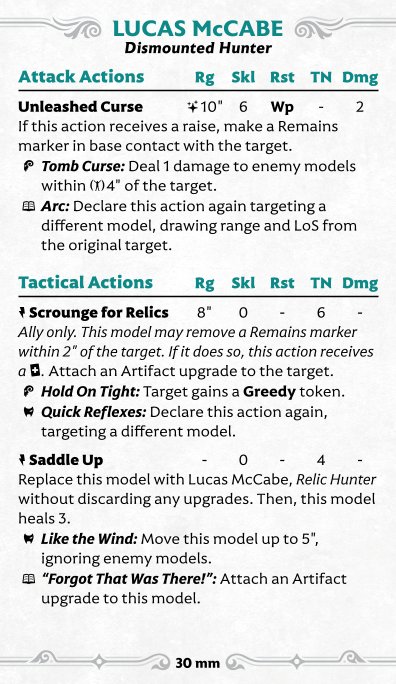 LUCAS McCABE
Dismounted Hunter
Attack Actions Rg Skl Rst TN Dmg
Unleashed Curse 10" 6 Wp - 2
If this action receives a raise, make a Remains
marker in base contact with the target.
Tomb Curse: Deal 1 damage to enemy models
within 4" of the target.
Arc: Declare this action again targeting a
different model, drawing range and LoS from
the original target.
Tactical Actions Rg Skl Rst TN Dmg
Scrounge for Relics 8" 0 - 6 -
Ally only. This model may remove a Remains marker
within 2" of the target. If it does so, this action receives
a . Attach an Artifact upgrade to the target.
Hold On Tight: Target gains a Greedy token.
Quick Reflexes: Declare this action again,
targeting a different model.
Saddle Up - 0 - 4 -
Replace this model with Lucas McCabe, Relic Hunter
without discarding any upgrades. Then, this model
heals 3.
Like the Wind: Move this model up to 5",
ignoring enemy models.
“Forgot That Was There!”: Attach an Artifact
upgrade to this model.
30 mm